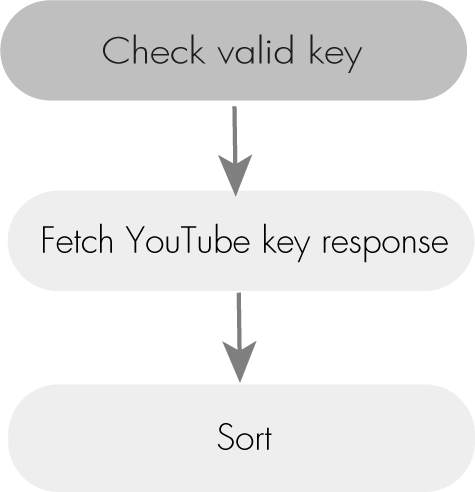 Check valid key
Fetch YouTube key response
Sort